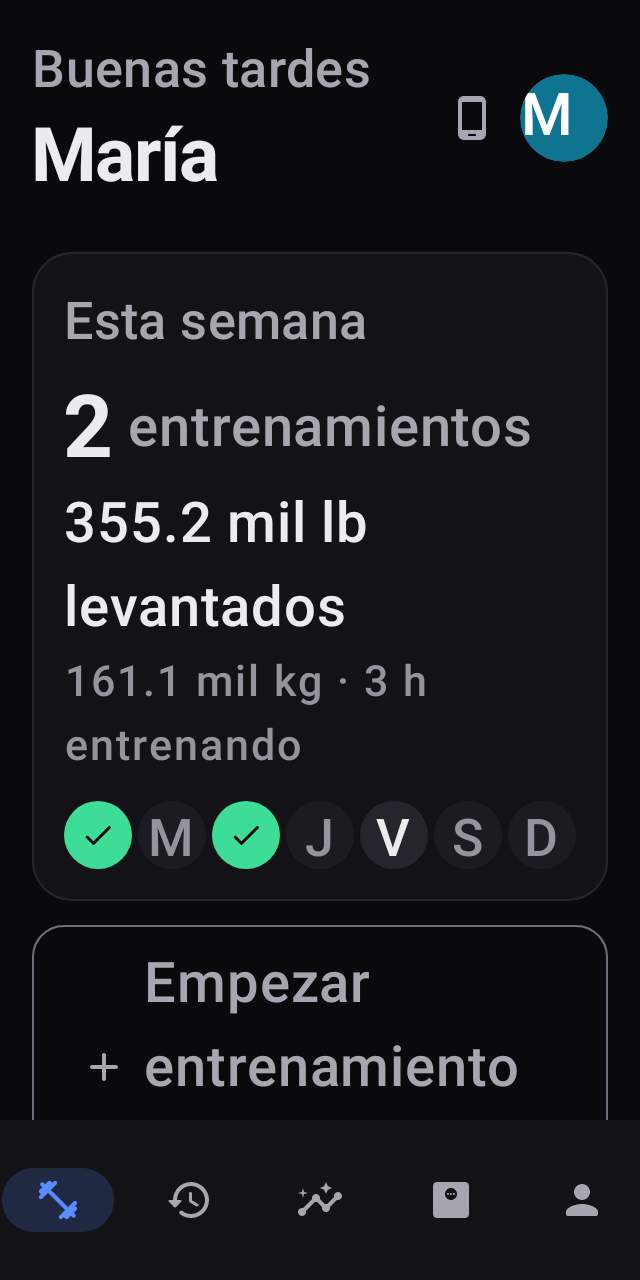 Buenas tardes
María
M
Esta semana
2 entrenamientos
355.2 mil lb
levantados
161.1 mil kg · 3 h
entrenando
M J V S D
Empezar
+ entrenamiento